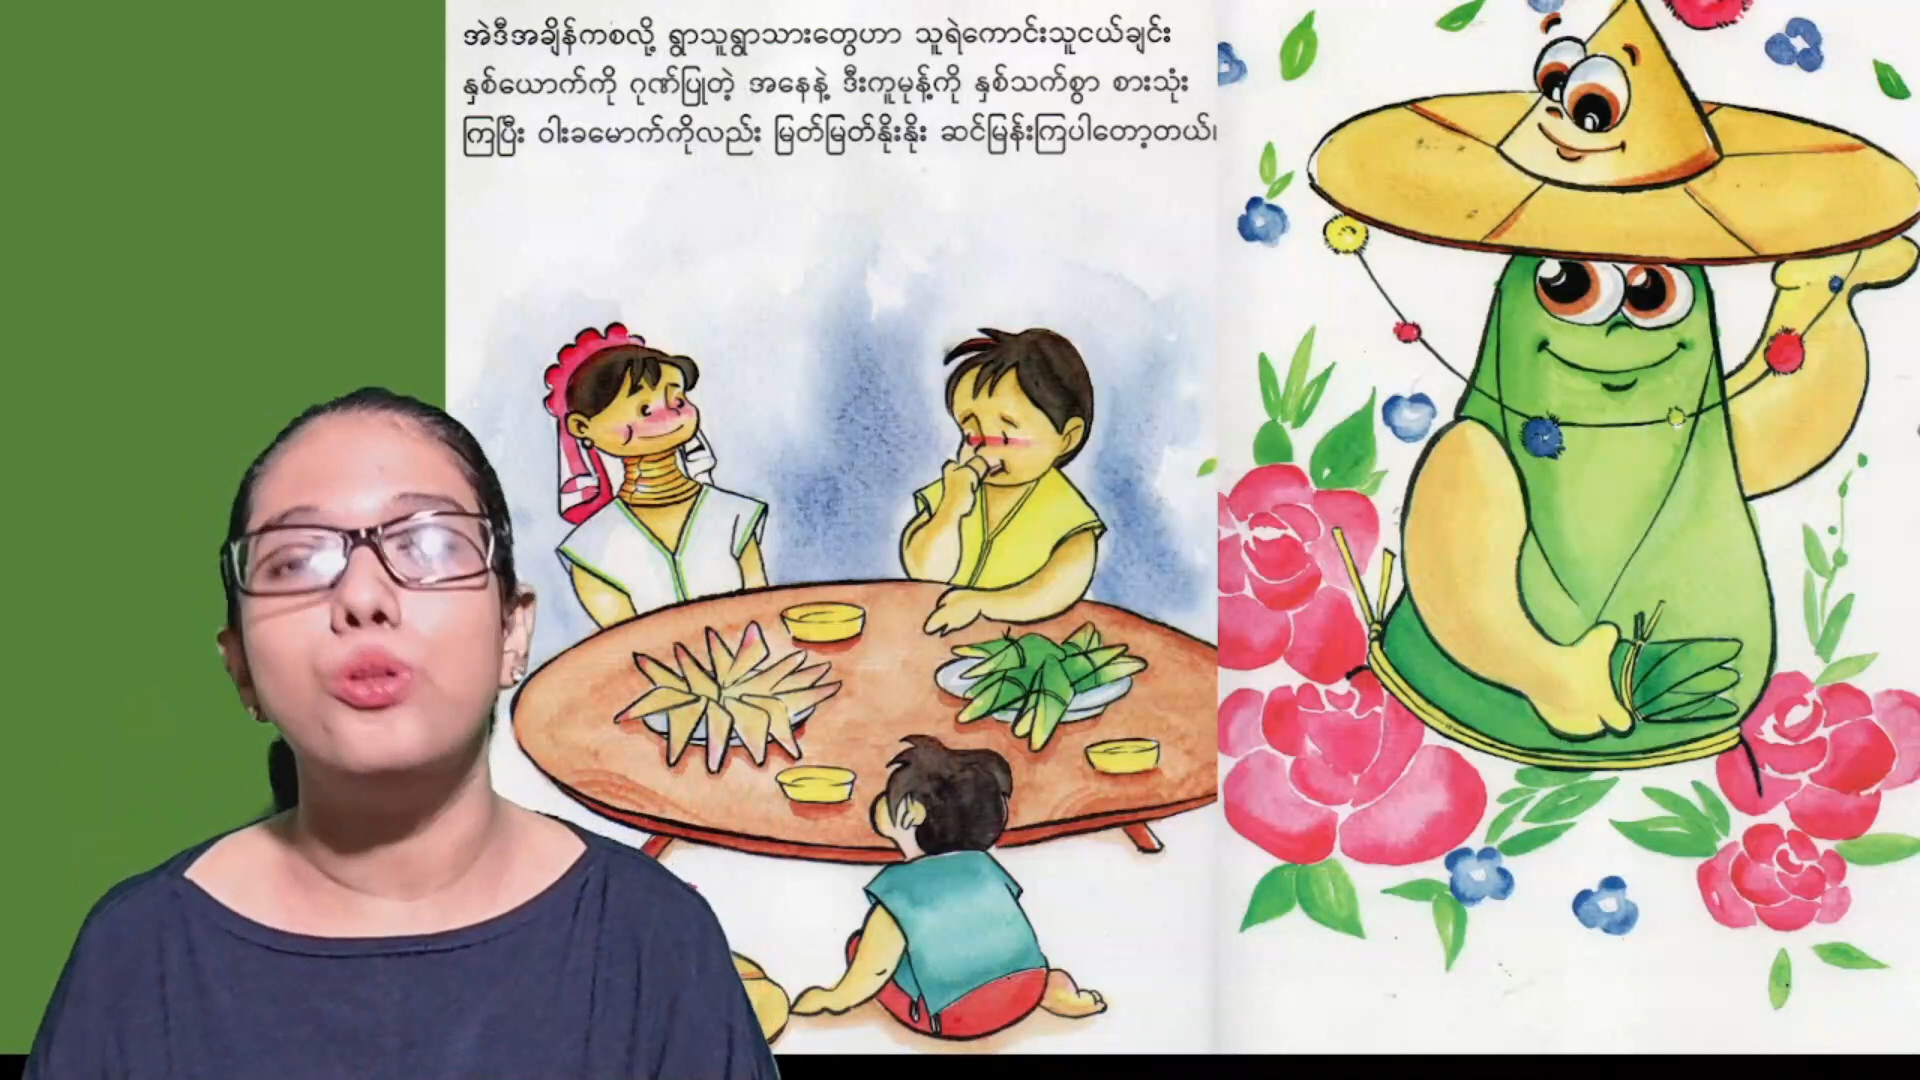 အဲဒီအချိန်ကစလို့ ရွာသူရွာသားတွေဟာ သူရဲကောင်းသူငယ်ချင်း
နှစ်ယောက်ကို ဂုဏ်ပြုတဲ့ အနေနဲ့ ဒီးကူမုန့်ကို နှစ်သက်စွာ စားသုံး
ကြပြီး ဝါးခမောက်ကိုလည်း မြတ်မြတ်နိုးနိုး ဆင်မြန်းကြပါတော့တယ်၊